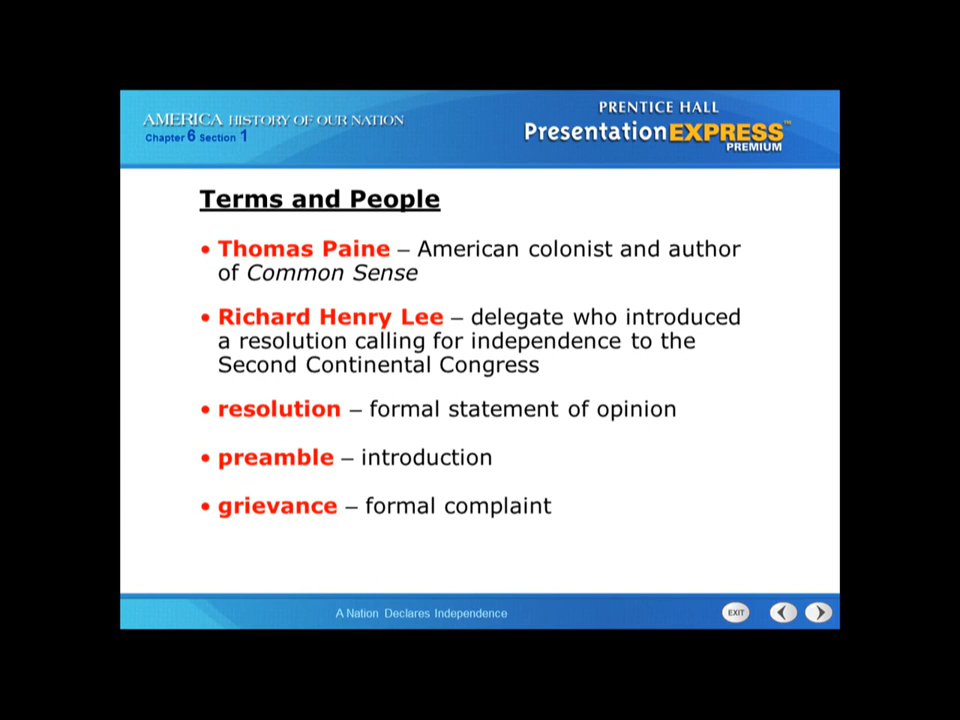 AMERICA HISTORY OF OUR NATION
Chapter 6 Section 1
PRENTICE HALL
PresentationEXPRESS™
PREMIUM
Terms and People
• Thomas Paine – American colonist and author
of Common Sense
• Richard Henry Lee – delegate who introduced
a resolution calling for independence to the
Second Continental Congress
• resolution – formal statement of opinion
• preamble – introduction
• grievance – formal complaint
A Nation Declares Independence
EXIT